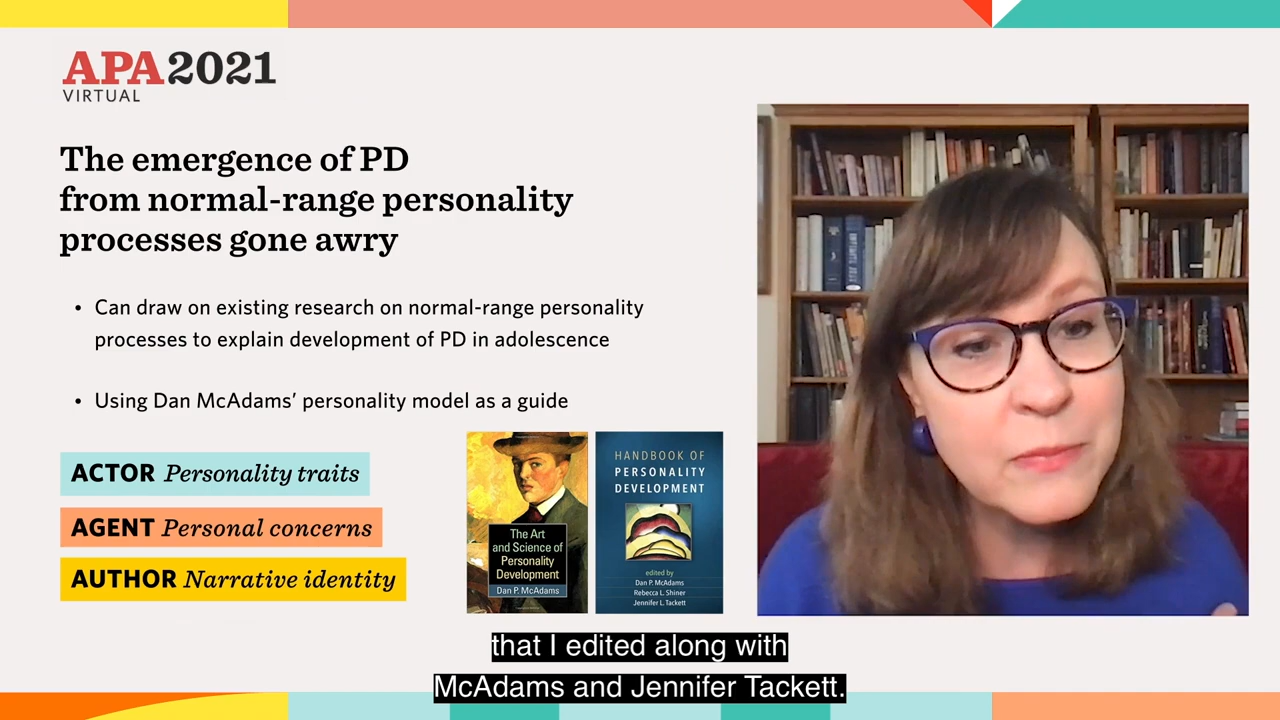 APA2021
VIRTUAL
The emergence of PD
from normal-range personality
processes gone awry
• Can draw on existing research on normal-range personality
processes to explain development of PD in adolescence
• Using Dan McAdams’ personality model as a guide
ACTOR Personality traits
AGENT Personal concerns
AUTHOR Narrative identity
The Art
and Science of
Personality
Development
Dan P. McAdams
HANDBOOK OF
PERSONALITY
DEVELOPMENT
edited by
Dan P. McAdams
Rebecca L. Shiner
Jennifer L. Tackett
that I edited along with
McAdams and Jennifer Tackett.